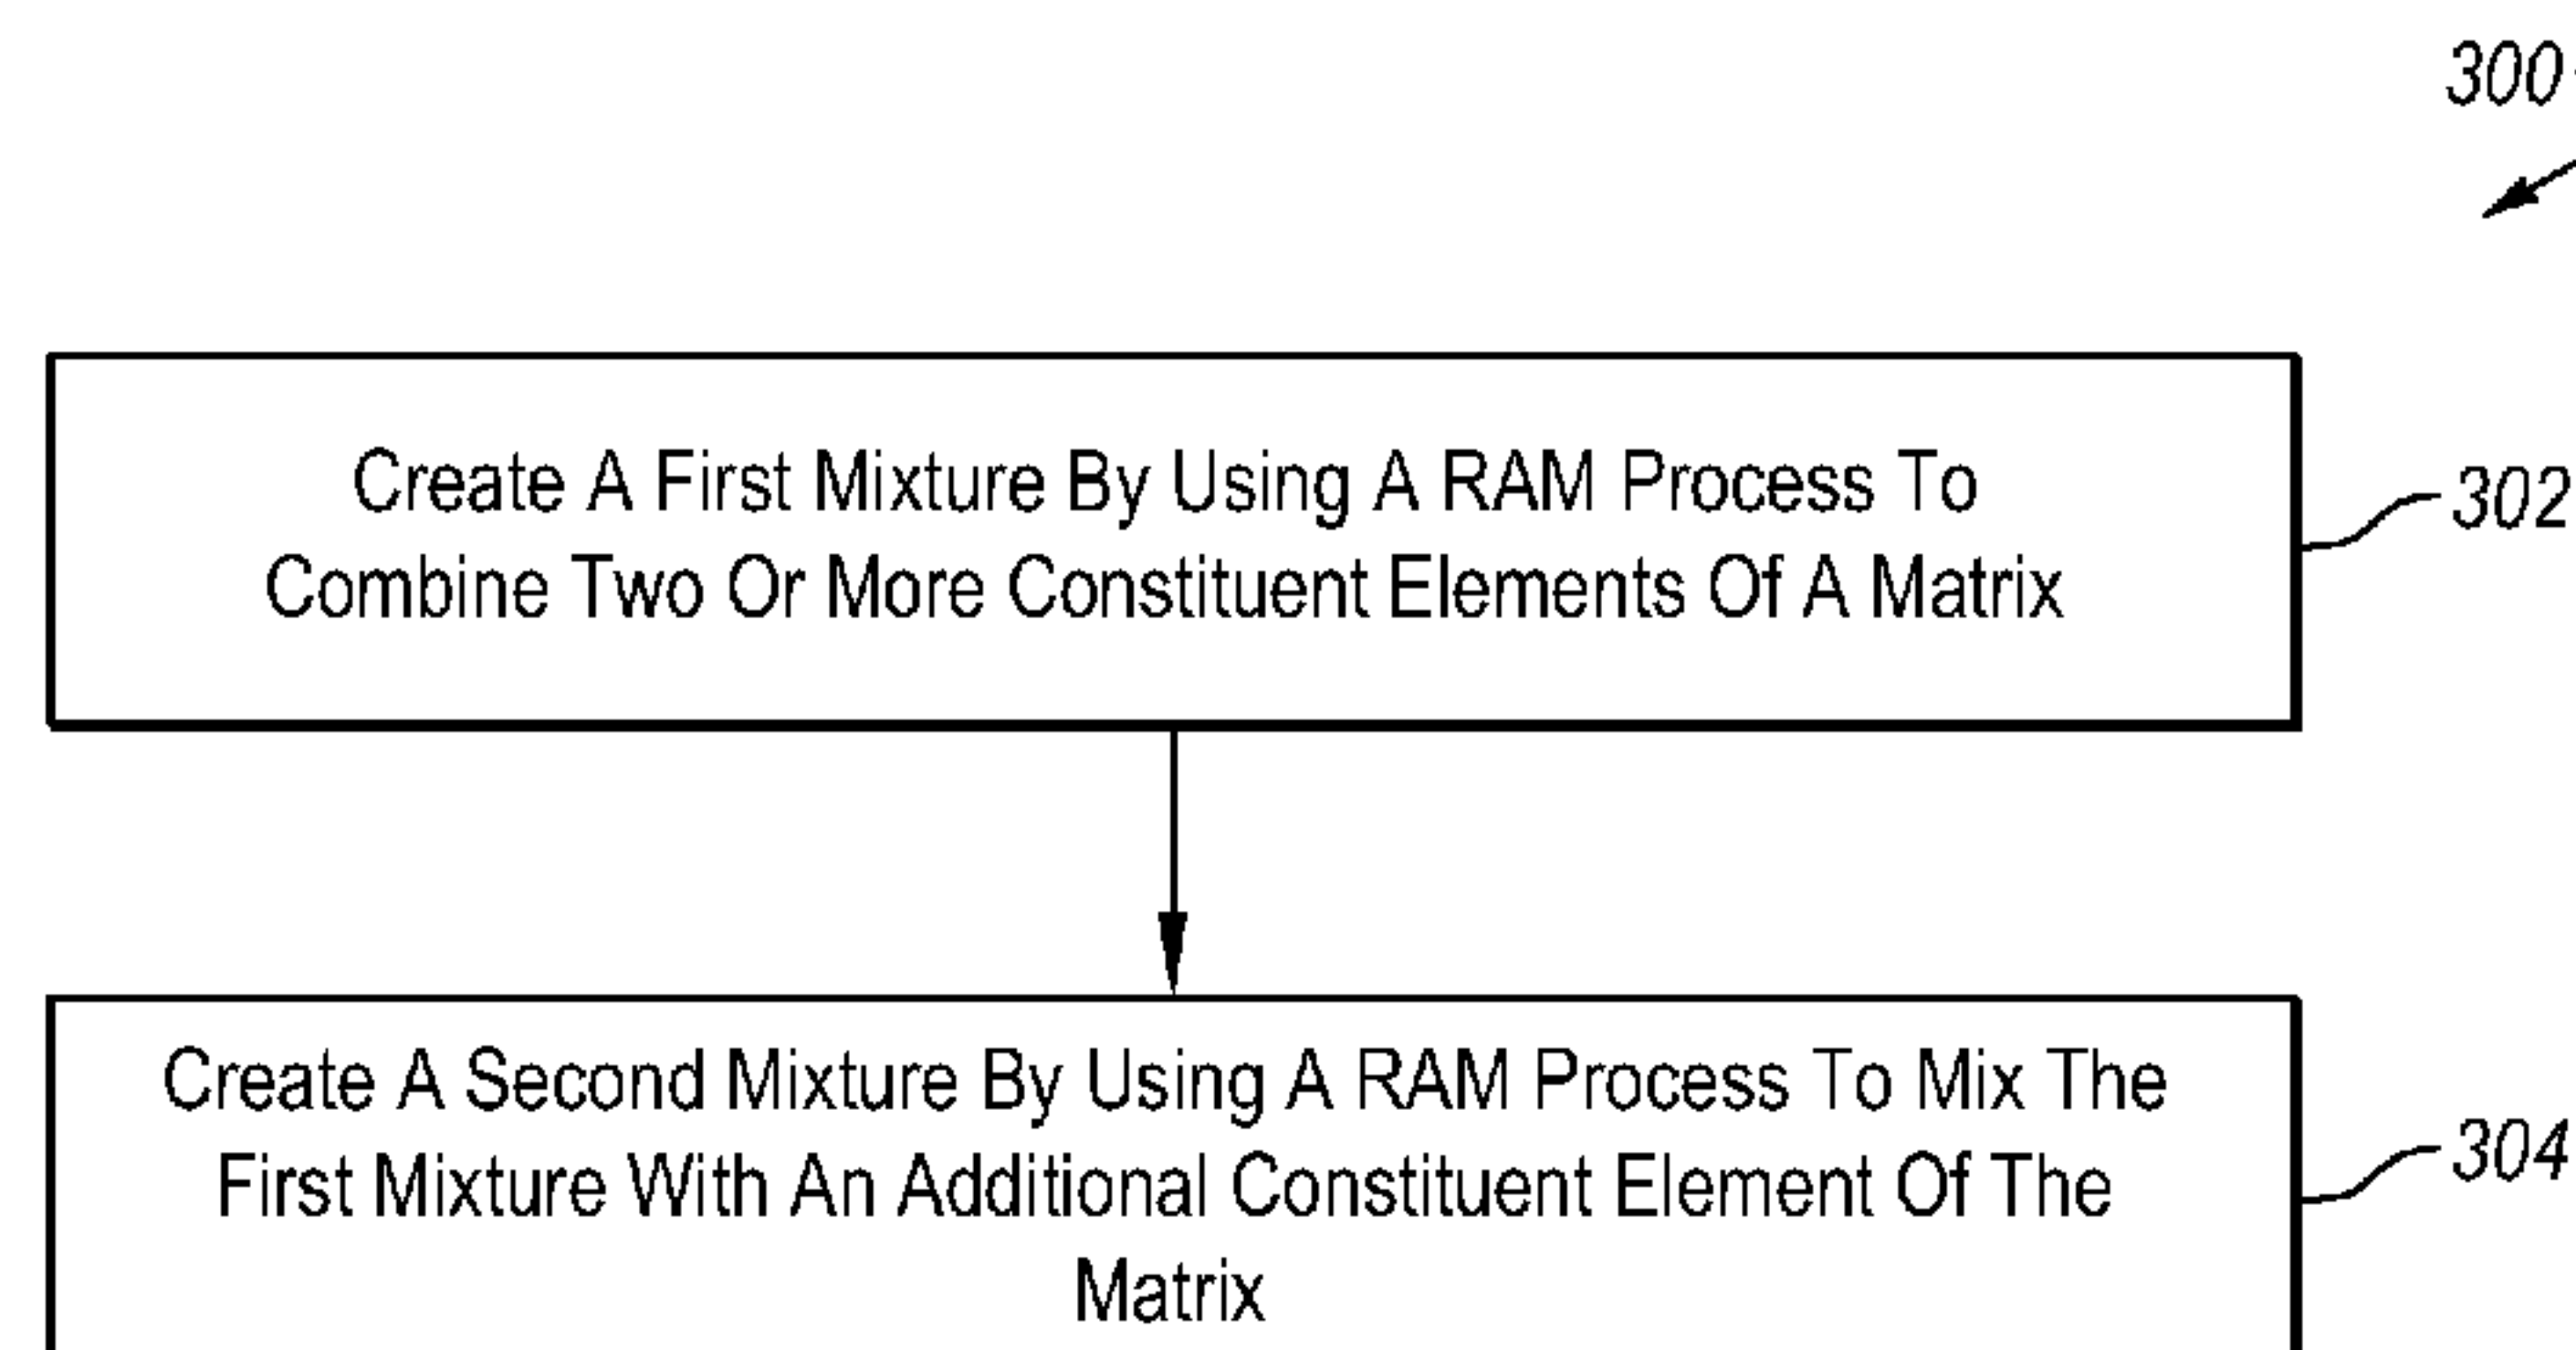 300
Create A First Mixture By Using A RAM Process To
Combine Two Or More Constituent Elements Of A Matrix
302
Create A Second Mixture By Using A RAM Process To Mix The
First Mixture With An Additional Constituent Element Of The
Matrix
304